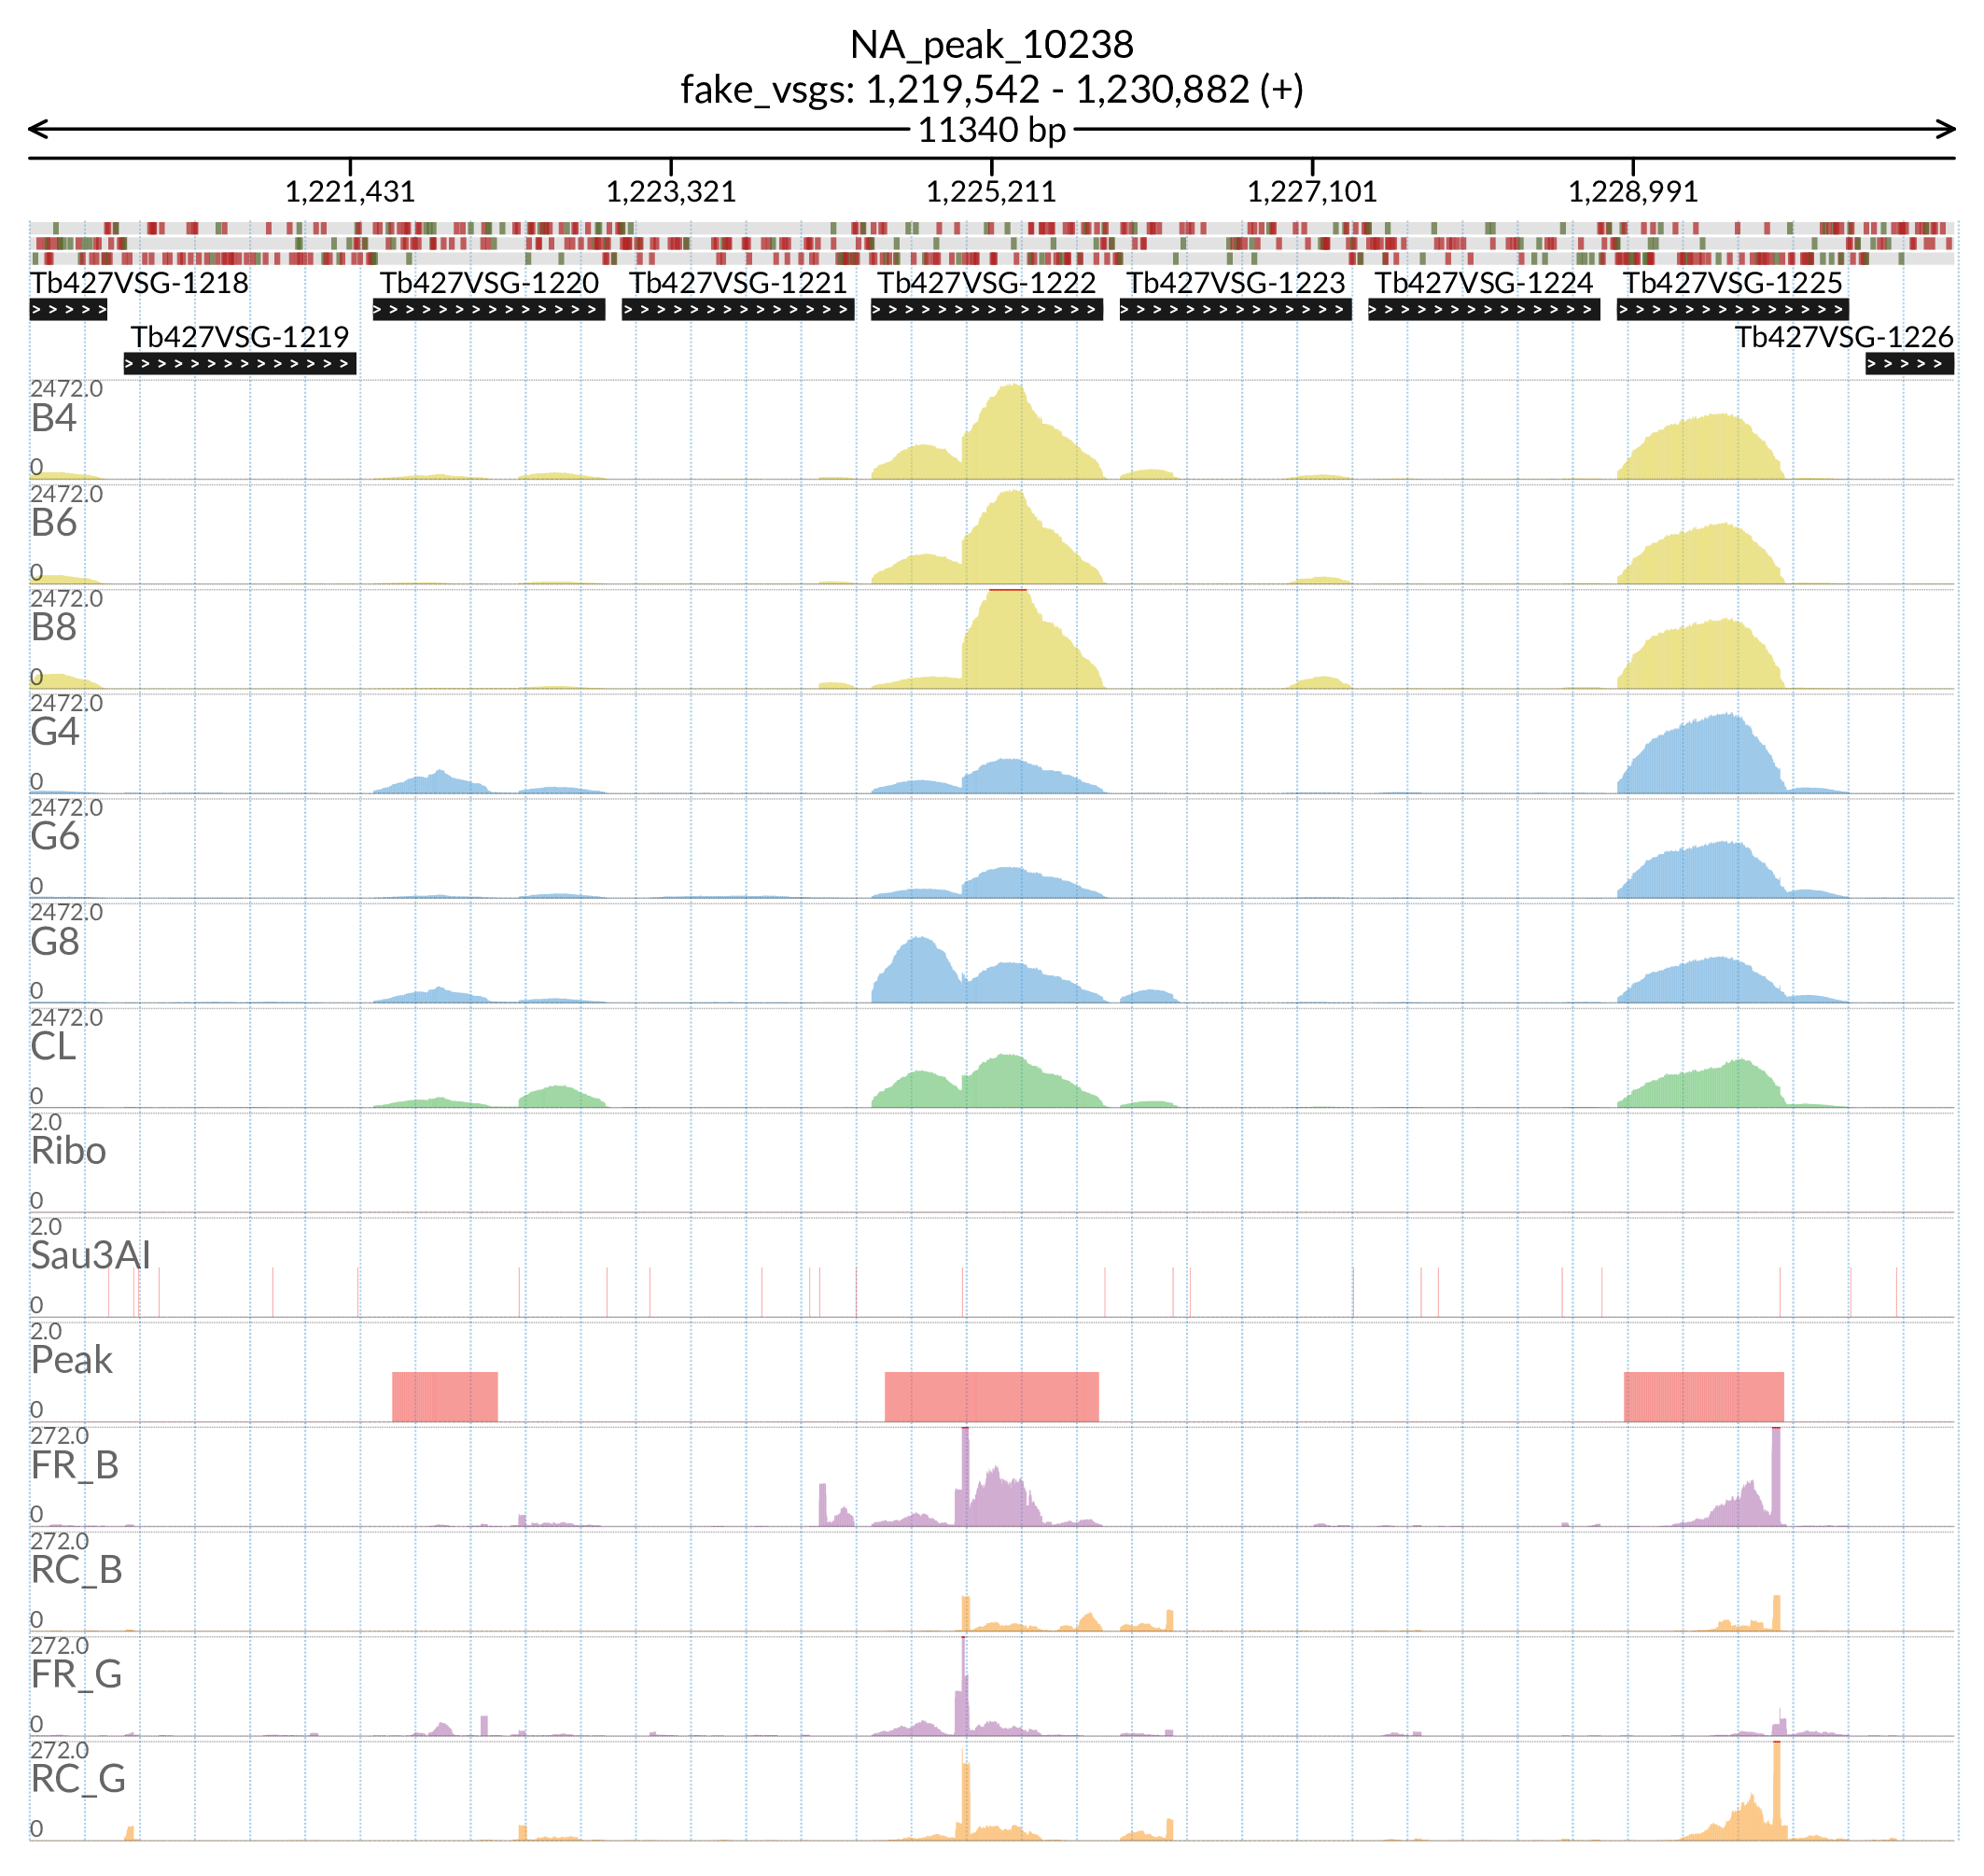 NA_peak_10238
fake_vsgs: 1,219,542 - 1,230,882 (+)
11340 bp
1,221,431 1,223,321 1,225,211 1,227,101 1,228,991
Tb427VSG-1218 Tb427VSG-1220 Tb427VSG-1221 Tb427VSG-1222 Tb427VSG-1223 Tb427VSG-1224 Tb427VSG-1225
Tb427VSG-1219 Tb427VSG-1226
2472.0
B4
0
2472.0
B6
0
2472.0
B8
0
2472.0
G4
0
2472.0
G6
0
2472.0
G8
0
2472.0
CL
0
2.0
Ribo
0
2.0
Sau3AI
0
2.0
Peak
0
272.0
FR_B
0
272.0
RC_B
0
272.0
FR_G
0
272.0
RC_G
0